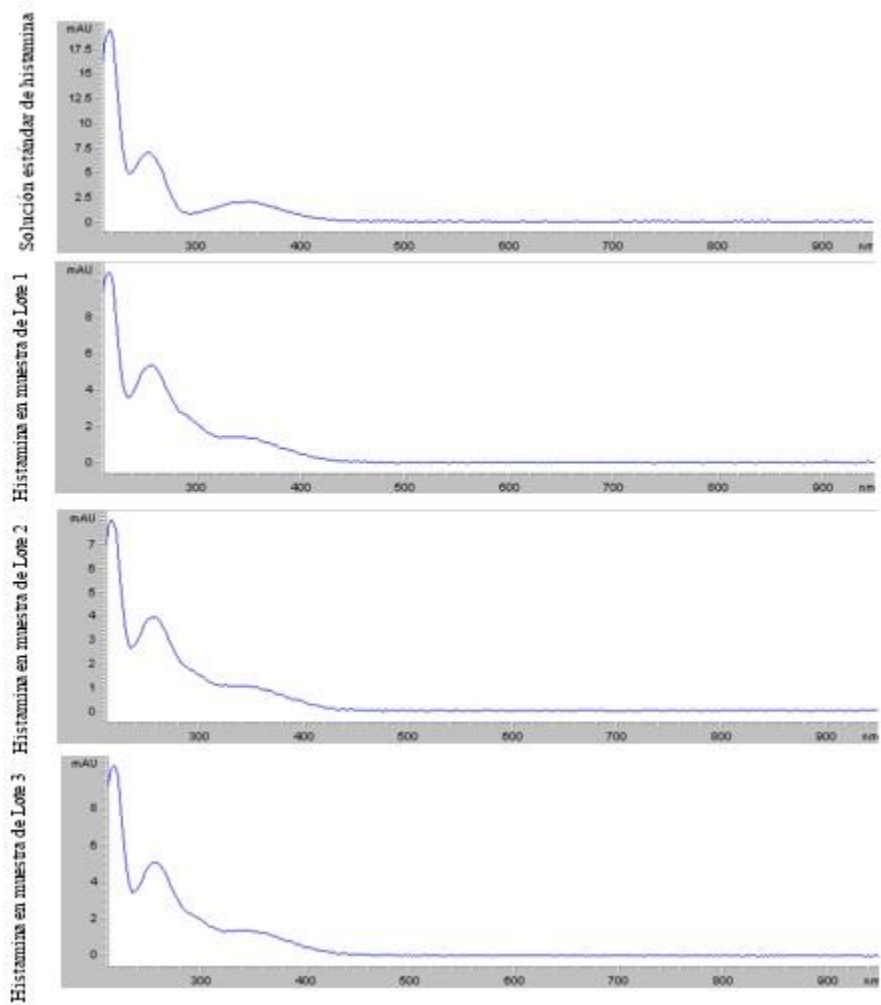 Solución estándar de histamina
mAU
17.5
15
12.5
10
7.5
5
2.5
0
300 400 500 600 700 800 900 nm
Histamina en muestra de Lote 1
mAU
8
6
4
2
0
300 400 500 600 700 800 900 nm
Histamina en muestra de Lote 2
mAU
7
6
5
4
3
2
1
0
300 400 500 600 700 800 900 nm
Histamina en muestra de Lote 3
mAU
8
6
4
2
0
300 400 500 600 700 800 900 nm